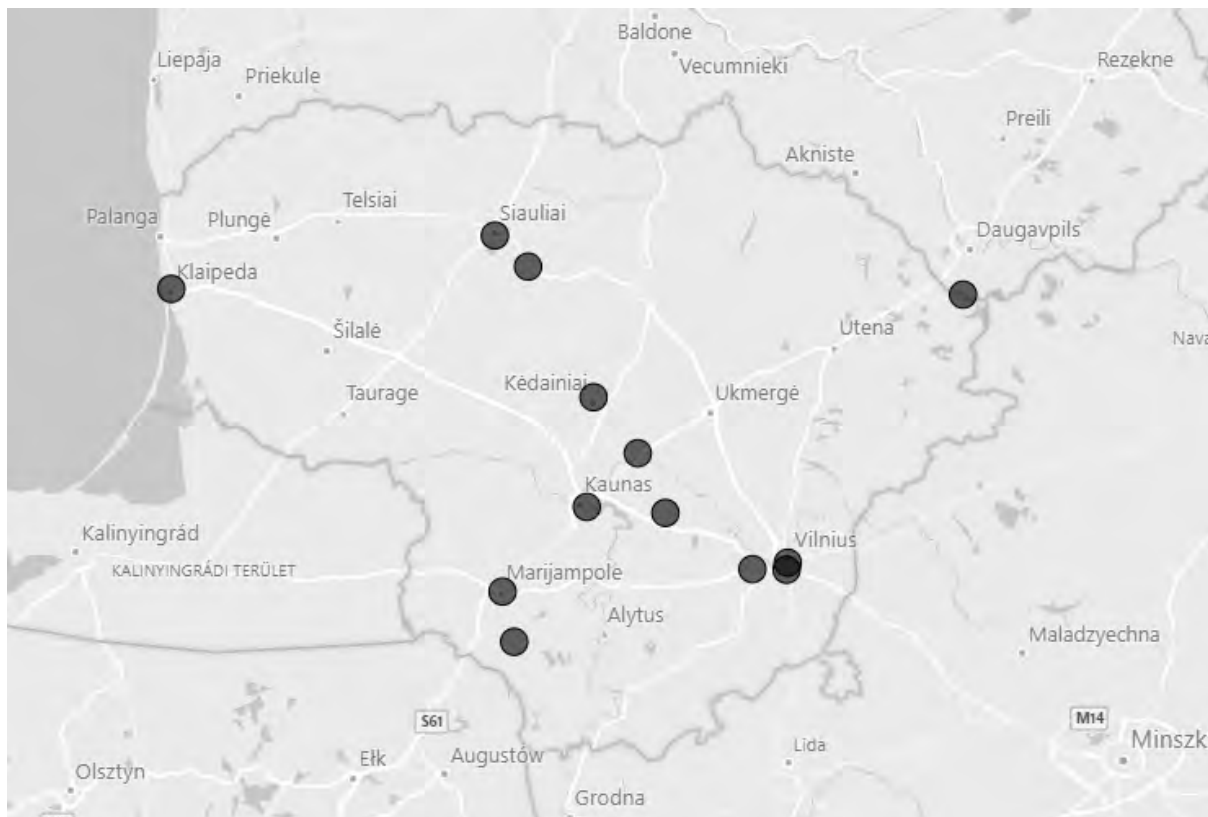 Baldone
Liepāja
Vecumnieki
Rezekne
Priekule
Preili
Akniste
Telsiai
Siauliai
Palanga
Plungė
Daugavpils
Klaipeda
Šilalė
Utena
Nava
Kėdainiai
Taurage
Ukmergė
Kaunas
Kalinyingrád
Vilnius
KALINYINGRÁDI TERÜLET
Marijampole
Alytus
Maladzyechna
S61
M14
Ełk
Augustów
Lida
Minszk
Olsztyn
Grodna